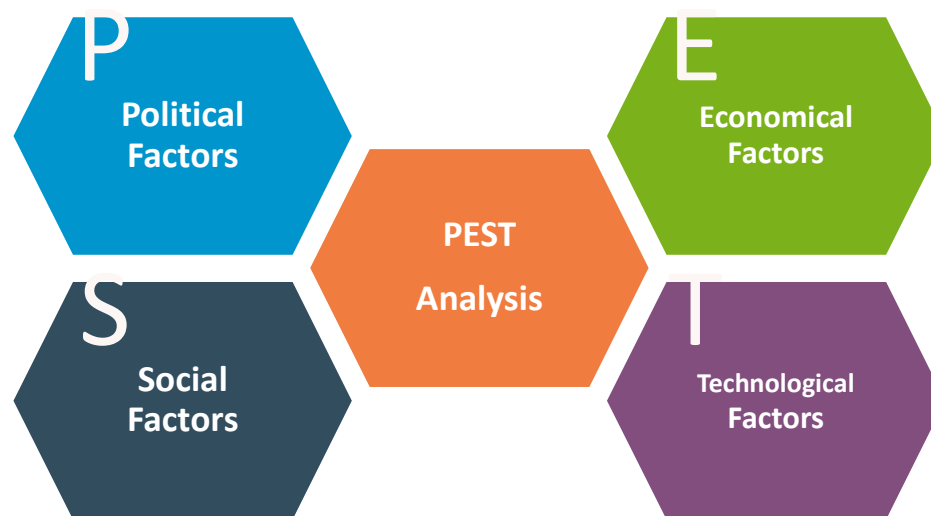 P
Political
Factors
E
Economical
Factors
PEST
Analysis
S
Social
Factors
T
Technological
Factors